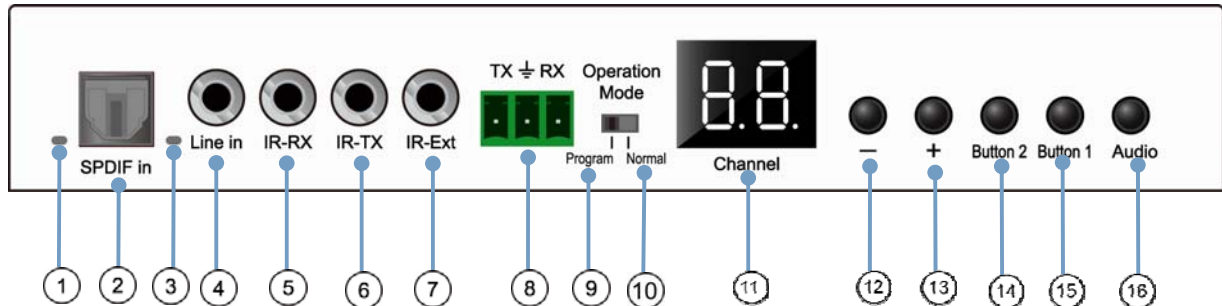 TX ⏚ RX
Operation
Mode
8.8.
SPDIF in
Line in
IR-RX
IR-TX
IR-Ext
Program
Normal
Channel
−
+
Button 2
Button 1
Audio
1
2
3
4
5
6
7
8
9
10
11
12
13
14
15
16